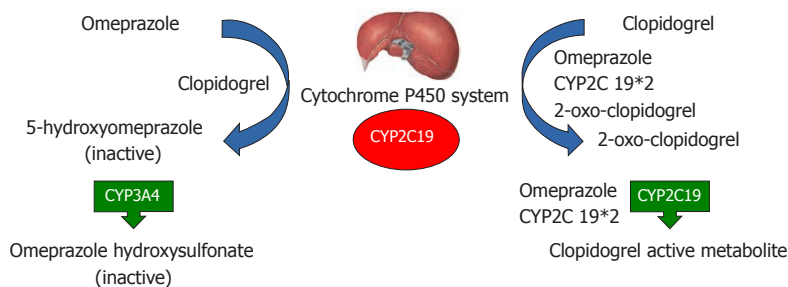 Omeprazole
Clopidogrel
5-hydroxyomeprazole
(inactive)
CYP3A4
Omeprazole hydroxysulfonate
(inactive)
Cytochrome P450 system
CYP2C19
Clopidogrel
Omeprazole
CYP2C 19*2
2-oxo-clopidogrel
2-oxo-clopidogrel
Omeprazole
CYP2C 19*2
CYP2C19
Clopidogrel active metabolite